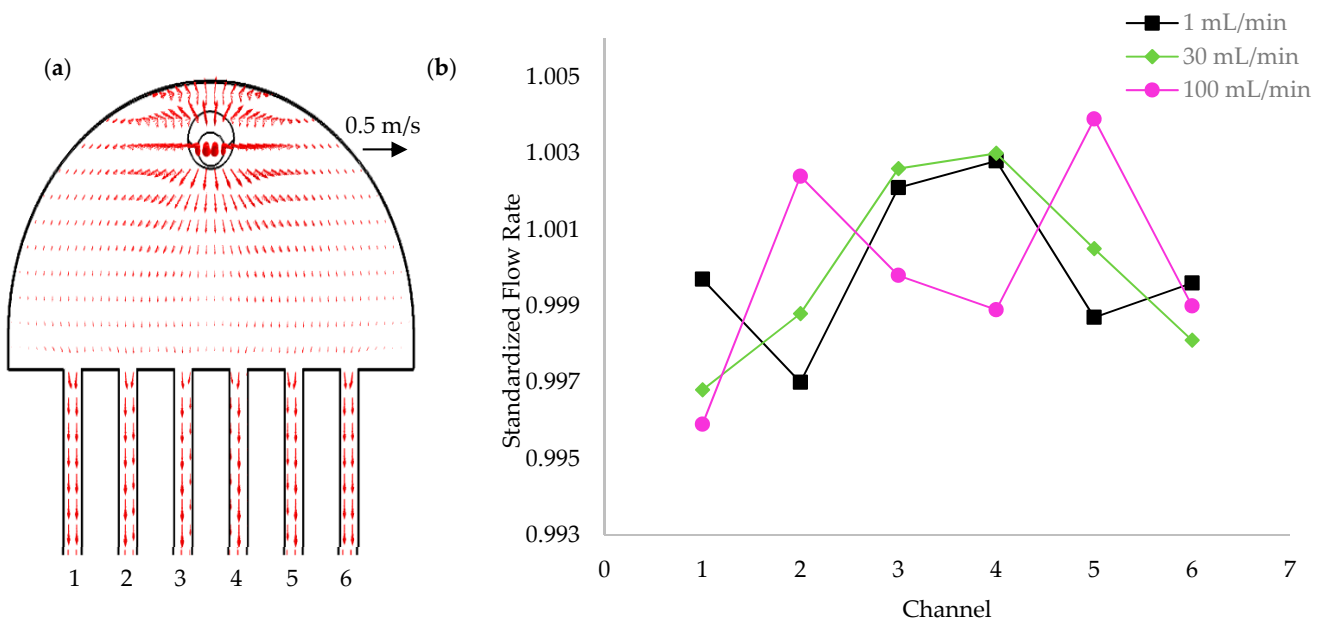 (a)
0.5 m/s
1 2 3 4 5 6
(b)
1 mL/min
30 mL/min
100 mL/min
Standardized Flow Rate
1.005
1.003
1.001
0.999
0.997
0.995
0.993
0 1 2 3 4 5 6 7
Channel